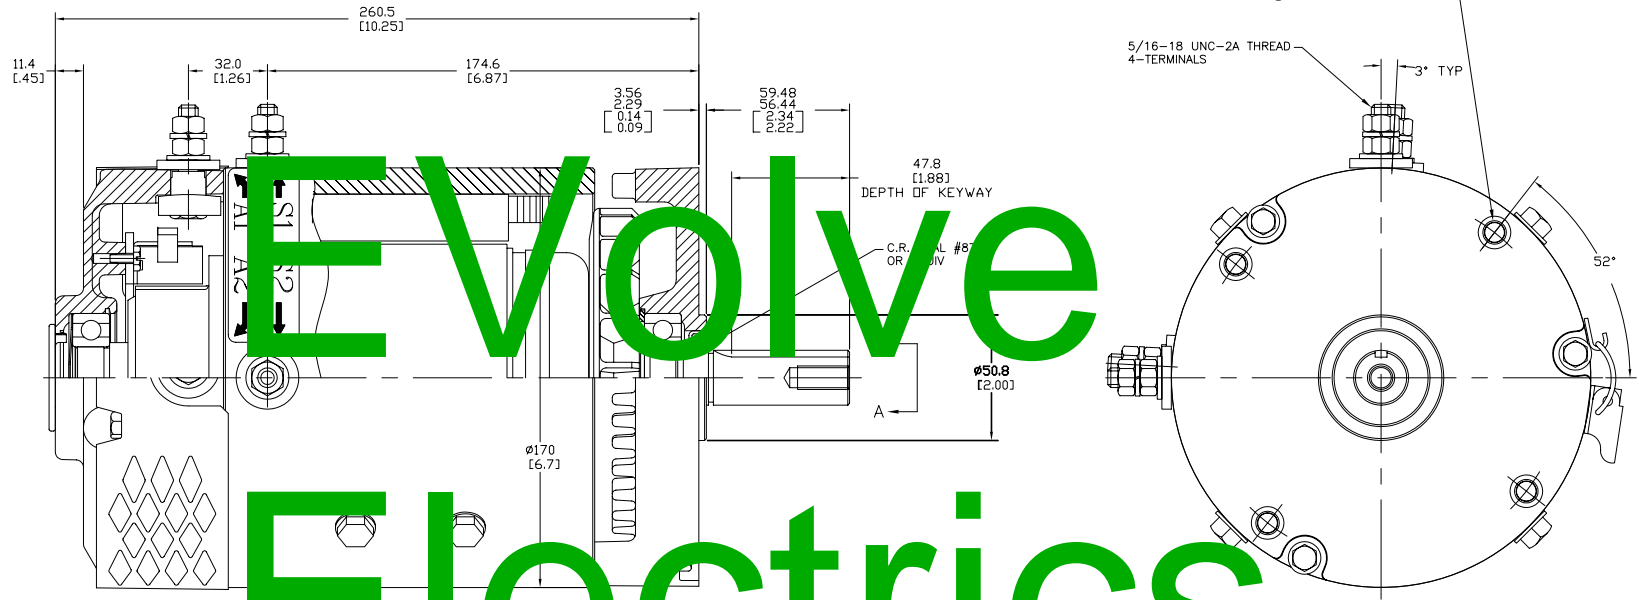 260.5
[10.25]
11.4
[.45]
32.0
[1.26]
174.6
[6.87]
3.56
2.29
[0.14
0.09]
59.48
56.44
[2.34
2.22]
47.8
[1.88]
DEPTH OF KEYWAY
5/16-18 UNC-2A THREAD
4-TERMINALS
3° TYP
52°
S1
A1
A2
S2
C.R.
OR
Ø50.8
[2.00]
A
Ø170
[6.7]
EVolve
Electrics